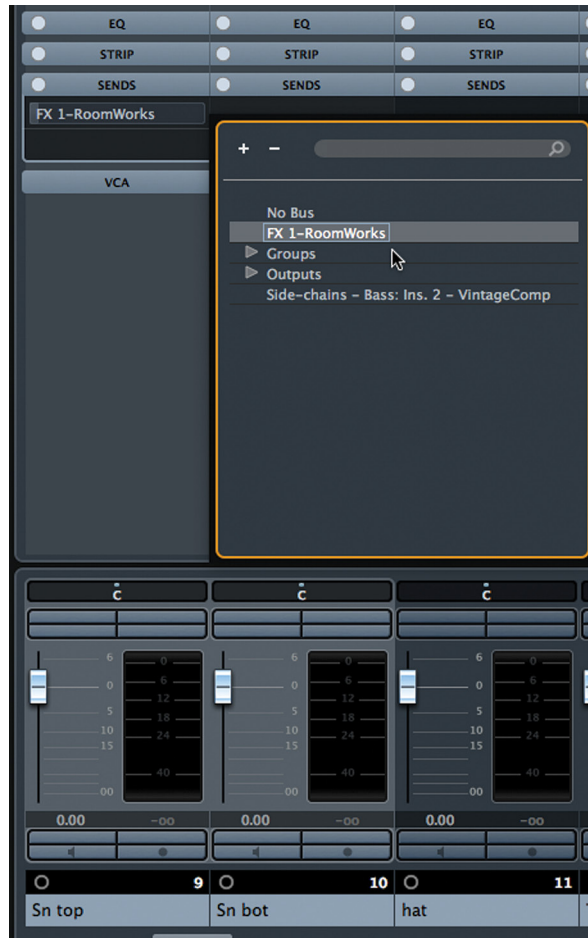 EQ EQ EQ
STRIP STRIP STRIP
SENDS SENDS SENDS
FX 1-RoomWorks
+ -
VCA
No Bus
FX 1-RoomWorks
Groups
Outputs
Side-chains - Bass: Ins. 2 - VintageComp
C C C
6 0 6 0 6 0
0 6 0 6 0 6
12 12 12
5 18 5 18 5 18
10 24 10 24 10 24
15 15 15
40 40 40
00 00 00
0.00 -oo 0.00 -oo 0.00 -oo
9 10 11
Sn top Sn bot hat